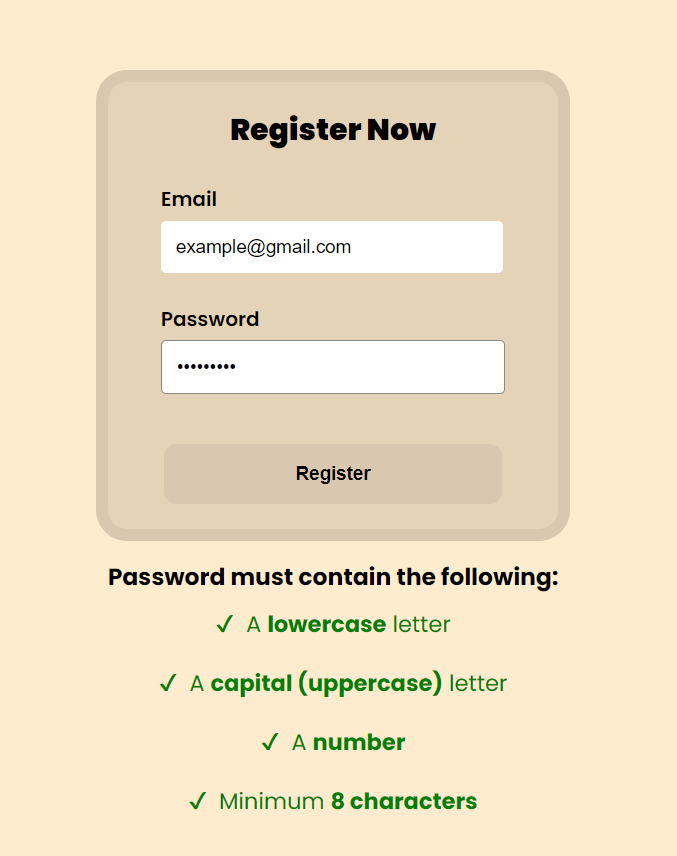 Register Now
Email
example@gmail.com
Password
•••••••••
Register
Password must contain the following:
✓ A lowercase letter
✓ A capital (uppercase) letter
✓ A number
✓ Minimum 8 characters